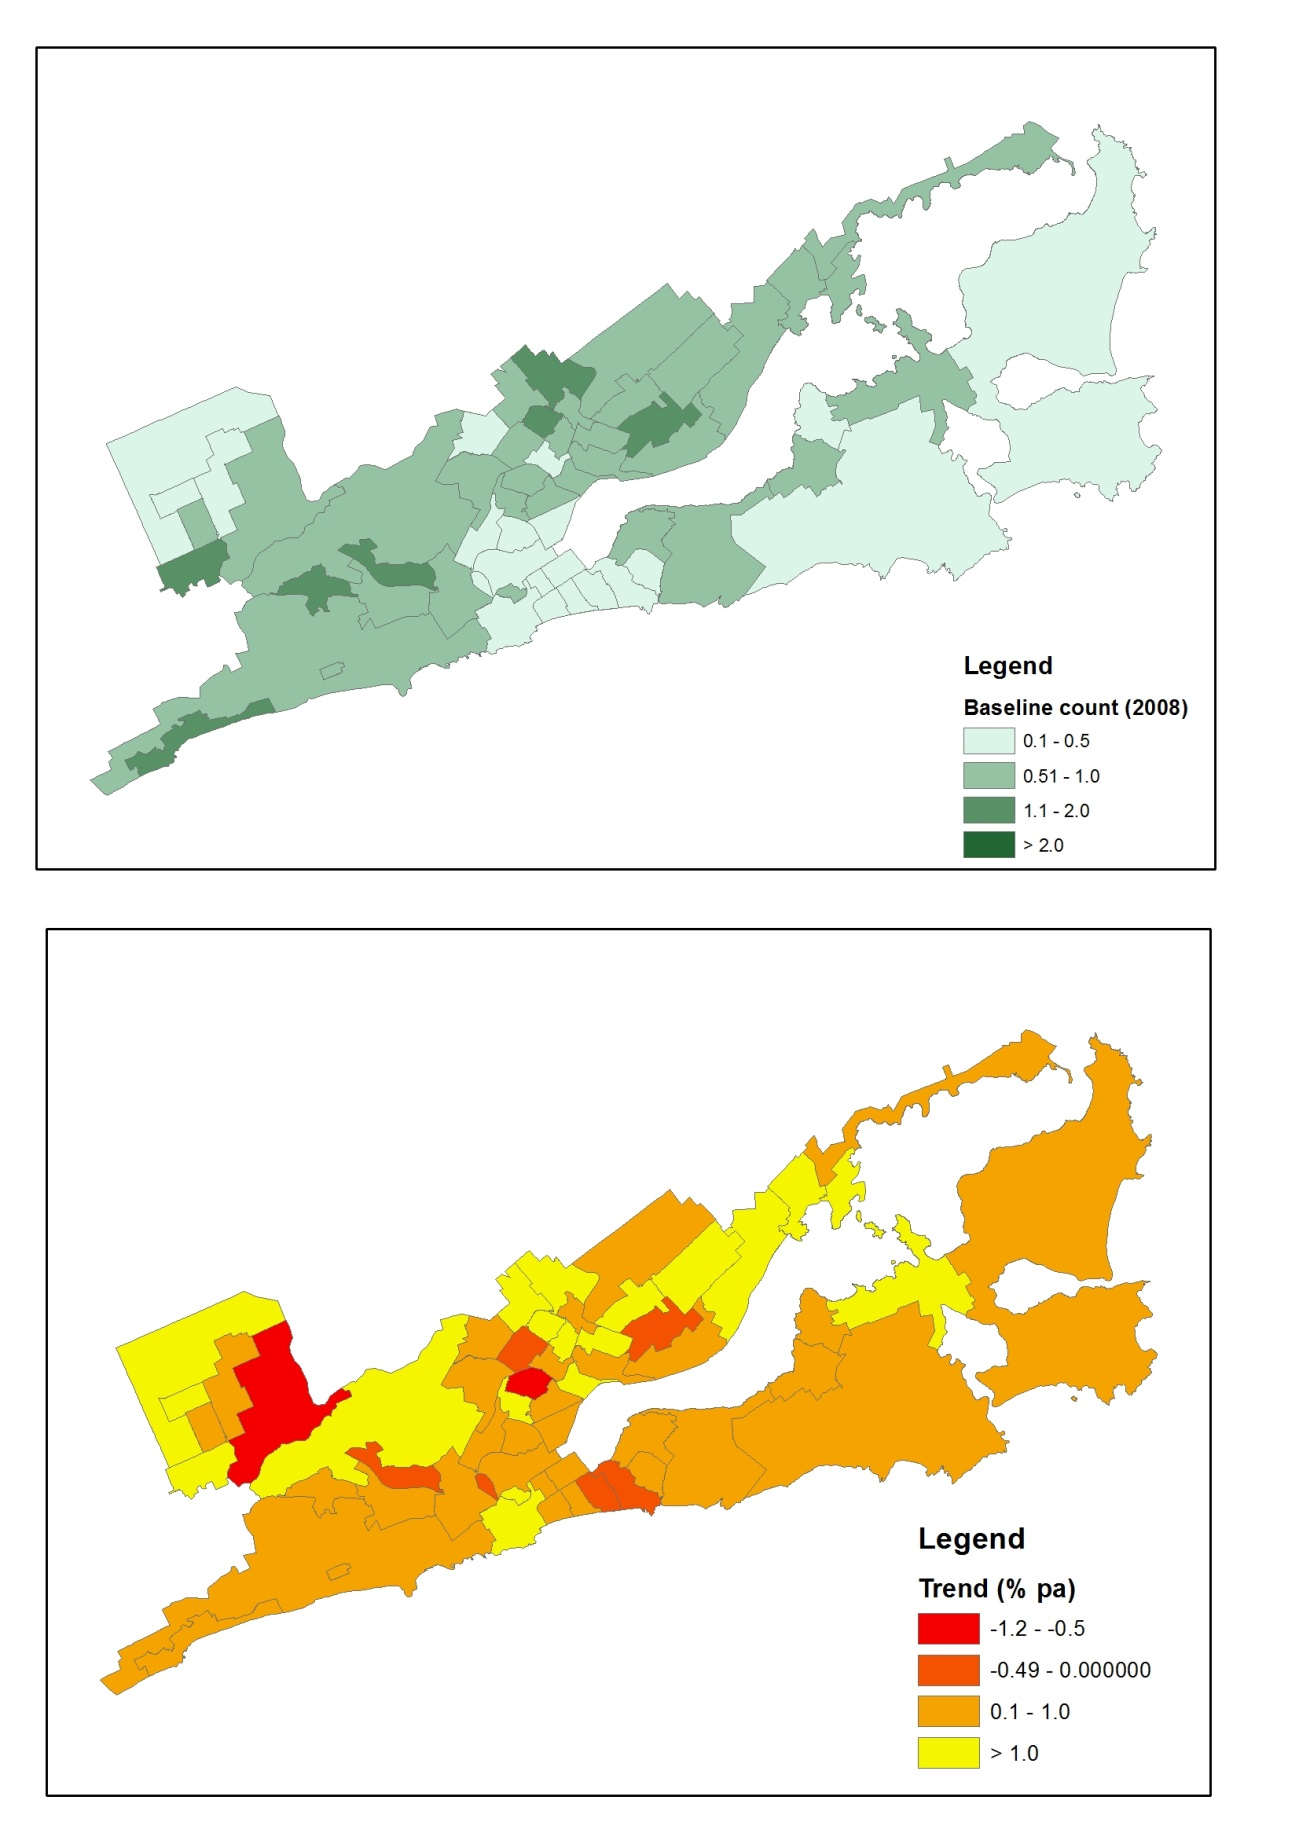 Legend
Baseline count (2008)
0.1 - 0.5
0.51 - 1.0
1.1 - 2.0
> 2.0
Legend
Trend (% pa)
-1.2 - -0.5
-0.49 - 0.000000
0.1 - 1.0
> 1.0